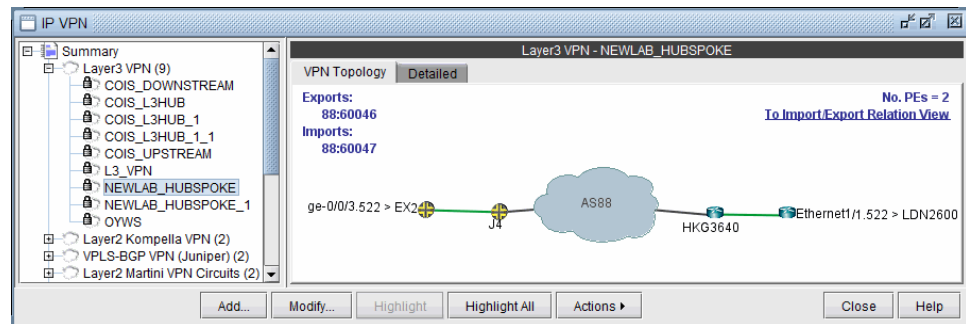 IP VPN
Summary
Layer3 VPN (9)
COIS_DOWNSTREAM
COIS_L3HUB
COIS_L3HUB_1
COIS_L3HUB_1_1
COIS_UPSTREAM
L3_VPN
NEWLAB_HUBSPOKE
NEWLAB_HUBSPOKE_1
OYWS
Layer2 Kompella VPN (2)
VPLS-BGP VPN (Juniper) (2)
Layer2 Martini VPN Circuits (2)
Layer3 VPN - NEWLAB_HUBSPOKE
VPN Topology Detailed
Exports:
88:60046
Imports:
88:60047
No. PEs = 2
To Import/Export Relation View
ge-0/0/3.522 > EX2
J4
AS88
HKG3640
Ethernet1/1.522 > LDN2600
Add... Modify... Highlight Highlight All Actions Close Help